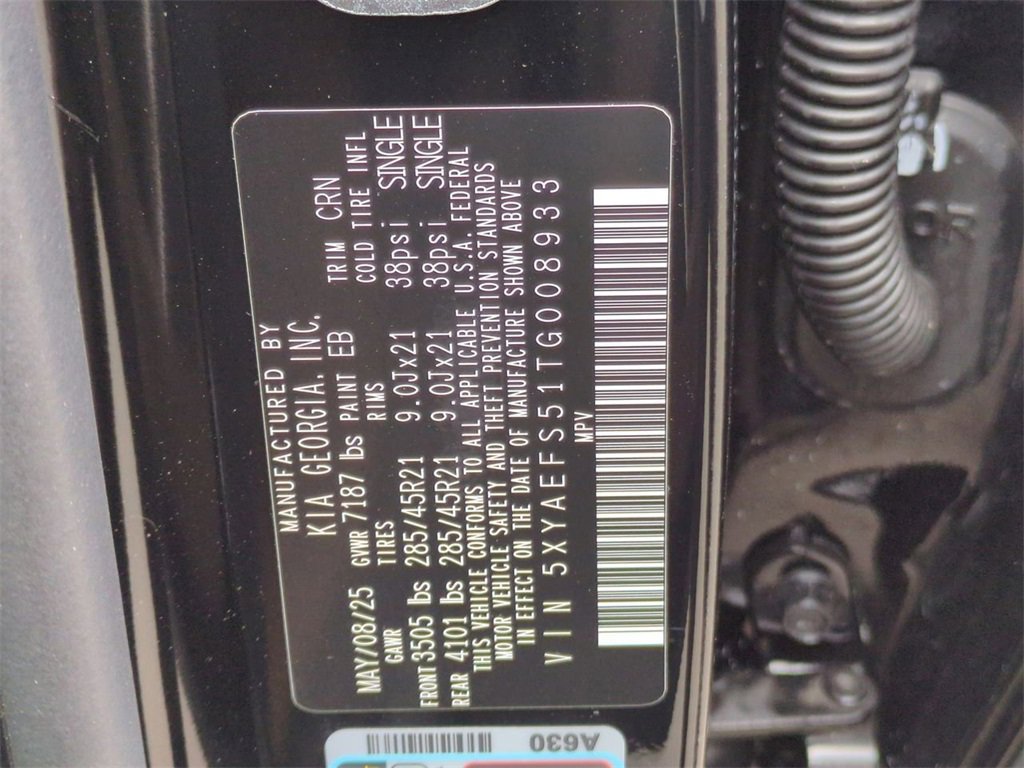 MANUFACTURED BY
KIA GEORGIA. INC.
MAY/08/25 GVWR 7187 lbs PAINT EB TRIM CRN
GAWR TIRES RIMS COLD TIRE INFL
FRONT 3505 lbs 285/45R21 9.0Jx21 38psi SINGLE
REAR 4101 lbs 285/45R21 9.0Jx21 38psi SINGLE
THIS VEHICLE CONFORMS TO ALL APPLICABLE U.S.A. FEDERAL
MOTOR VEHICLE SAFETY AND THEFT PREVENTION STANDARDS
IN EFFECT ON THE DATE OF MANUFACTURE SHOWN ABOVE
VIN 5XYAEFS51TG008933
MPV
A630